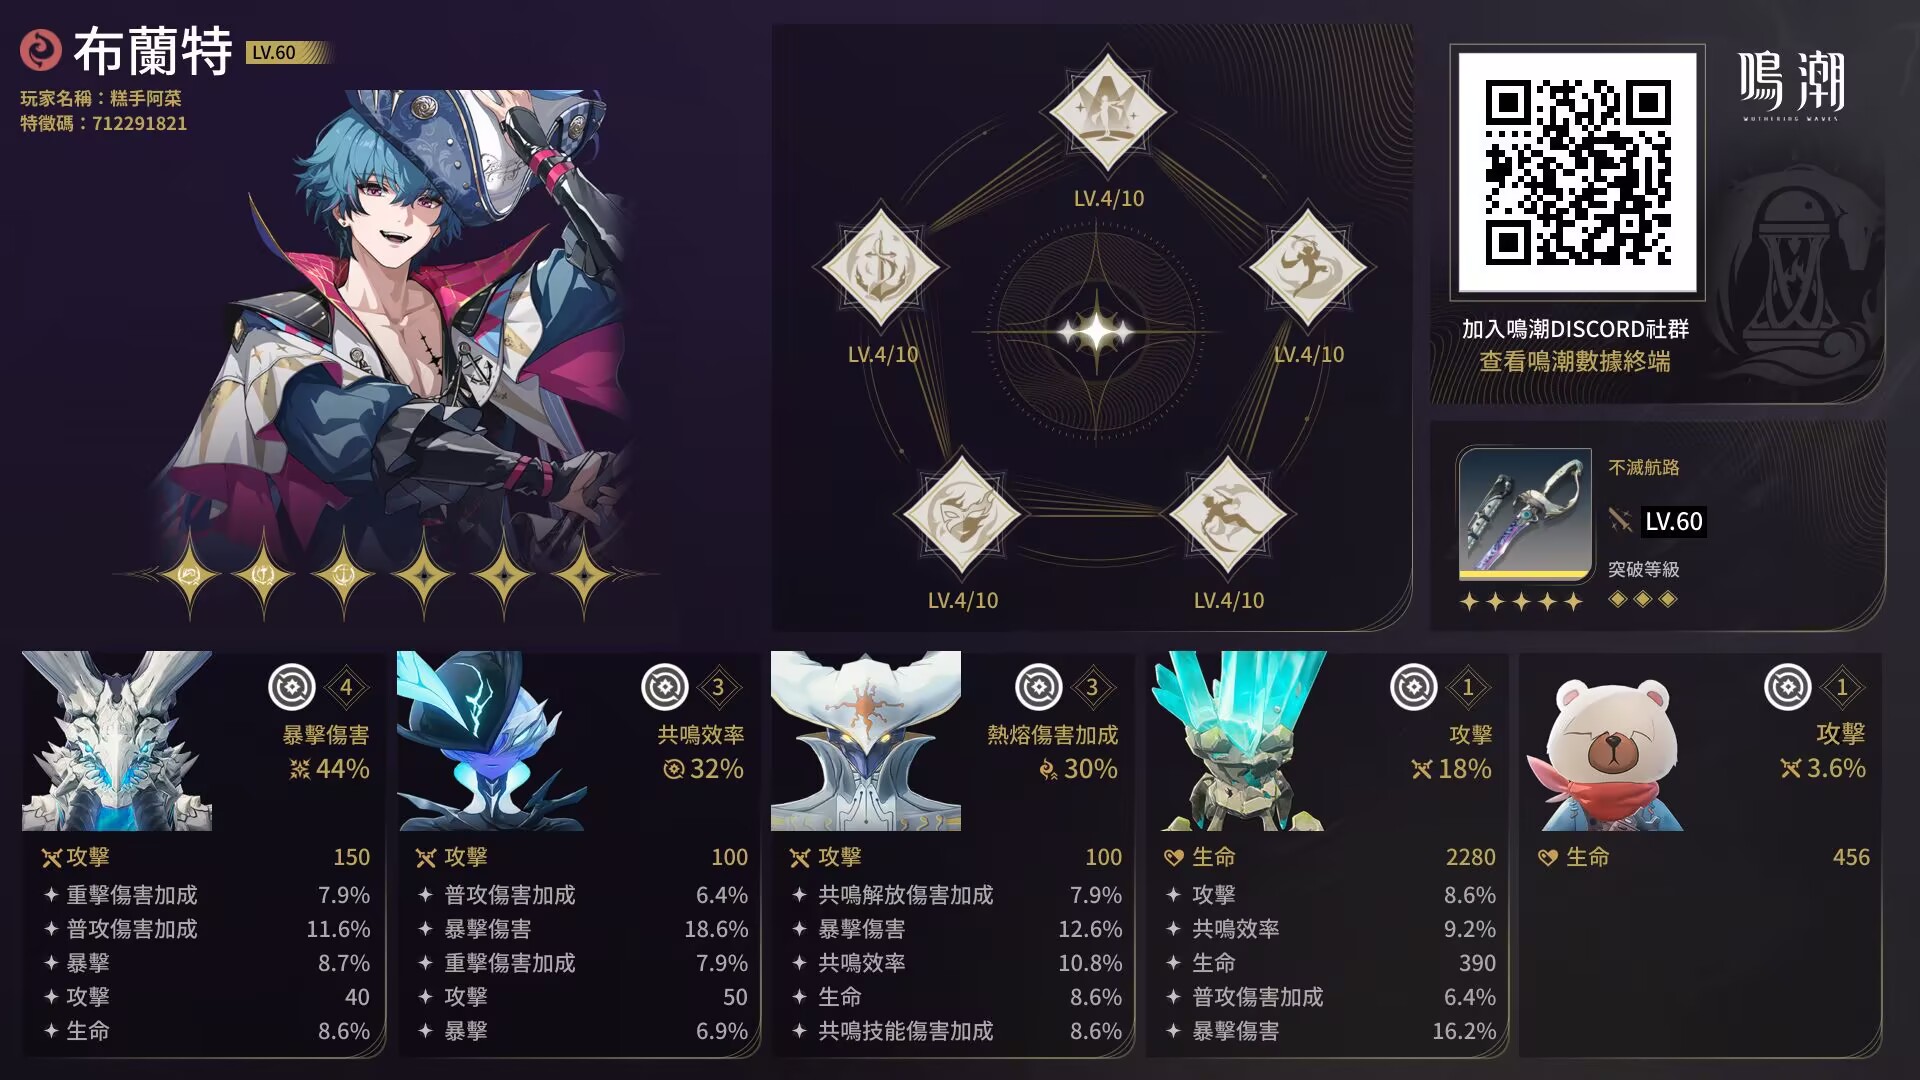 布蘭特 LV.60
玩家名稱：糕手阿菜
特徵碼：712291821
LV.4/10
LV.4/10
LV.4/10
LV.4/10
LV.4/10
鳴潮
WUTHERING WAVES
加入鳴潮DISCORD社群
查看鳴潮數據終端
不滅航路
LV.60
突破等級
4
暴擊傷害
44%
攻擊 150
重擊傷害加成 7.9%
普攻傷害加成 11.6%
暴擊 8.7%
攻擊 40
生命 8.6%
3
共鳴效率
32%
攻擊 100
普攻傷害加成 6.4%
暴擊傷害 18.6%
重擊傷害加成 7.9%
攻擊 50
暴擊 6.9%
3
熱熔傷害加成
30%
攻擊 100
共鳴解放傷害加成 7.9%
暴擊傷害 12.6%
共鳴效率 10.8%
生命 8.6%
共鳴技能傷害加成 8.6%
1
攻擊
18%
生命 2280
攻擊 8.6%
共鳴效率 9.2%
生命 390
普攻傷害加成 6.4%
暴擊傷害 16.2%
1
攻擊
3.6%
生命 456